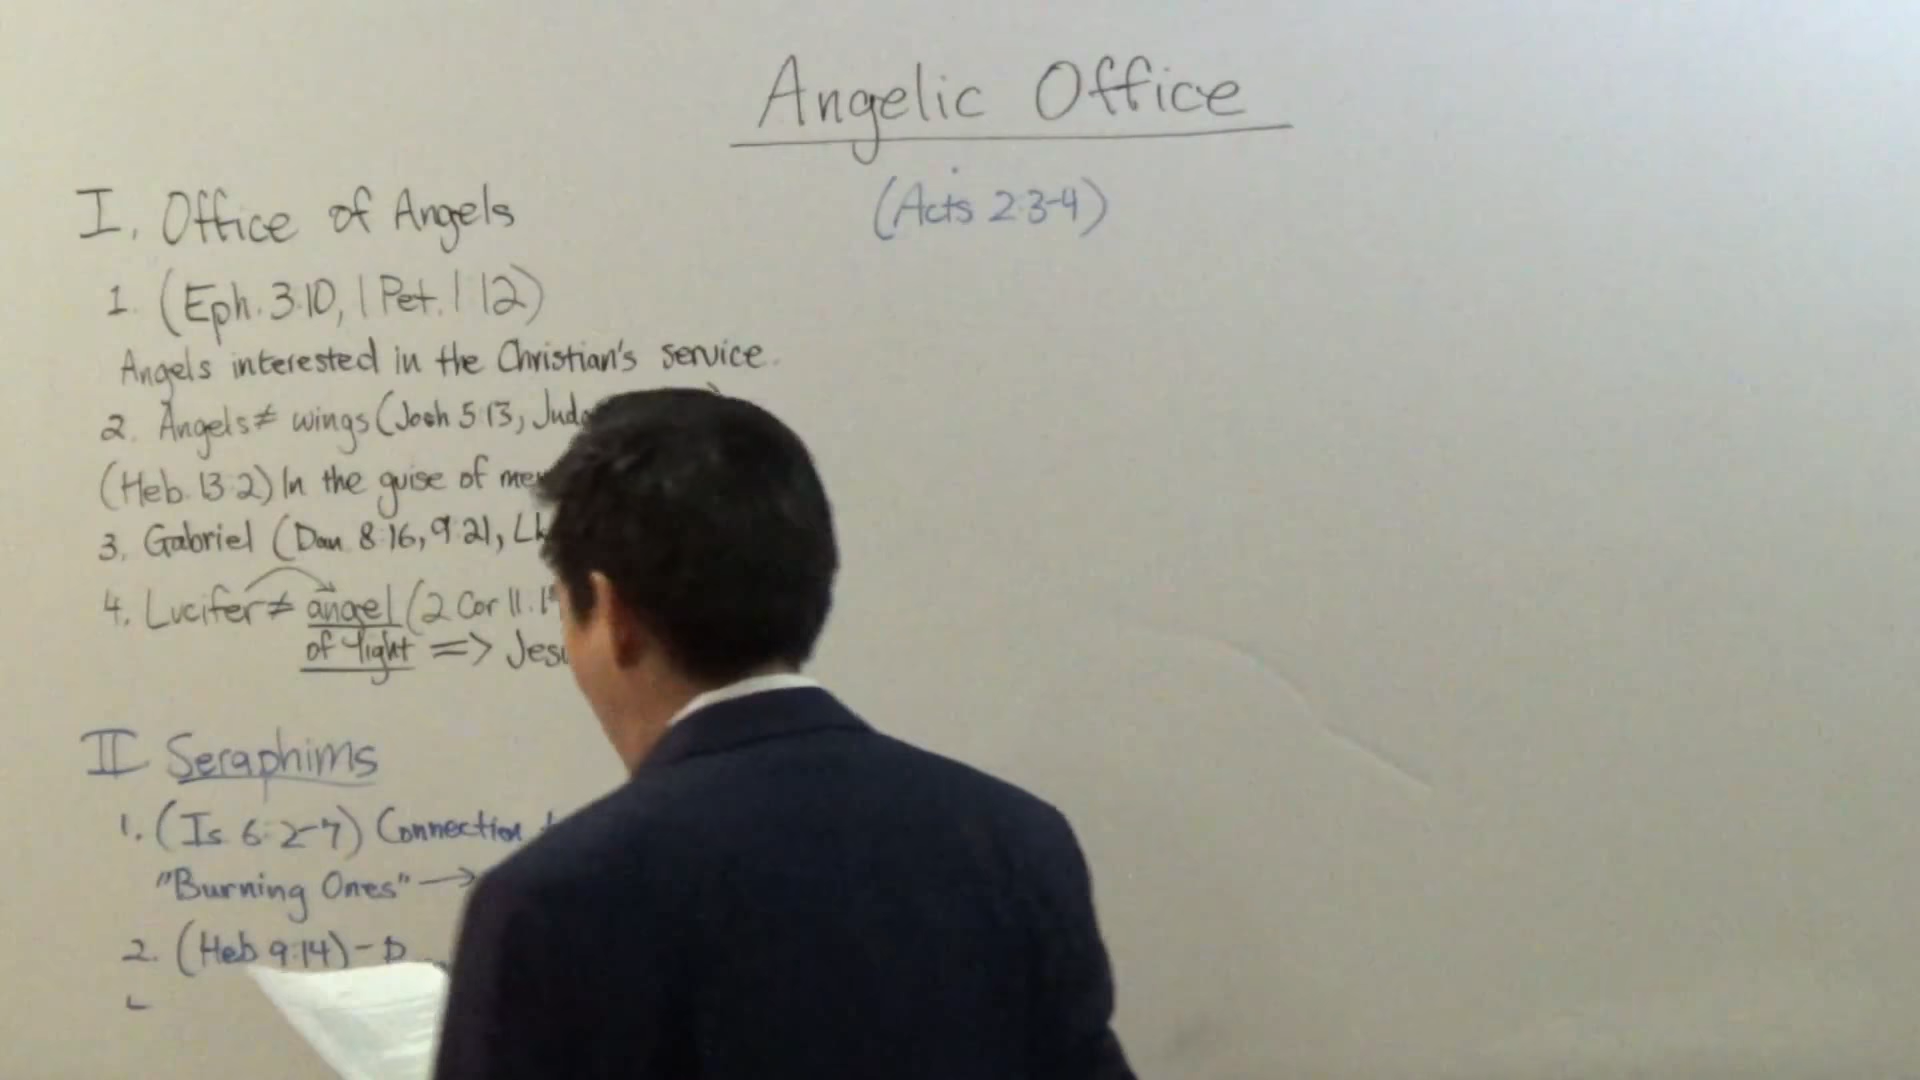 Angelic Office
(Acts 2:3-4)
I. Office of Angels
1. (Eph. 3:10, 1 Pet. 1:12)
Angels interested in the Christian's service.
2. Angels ≠ wings (Josh 5:13,
(Heb. 13:2) In the guise of
3. Gabriel (Dan 8:16, 9:21,
4. Lucifer ≠ angel (2 Cor 11:
of light =>
II Seraphims
1. (Is 6:2-7) Connection
"Burning Ones" →
2. (Heb 9:14) -